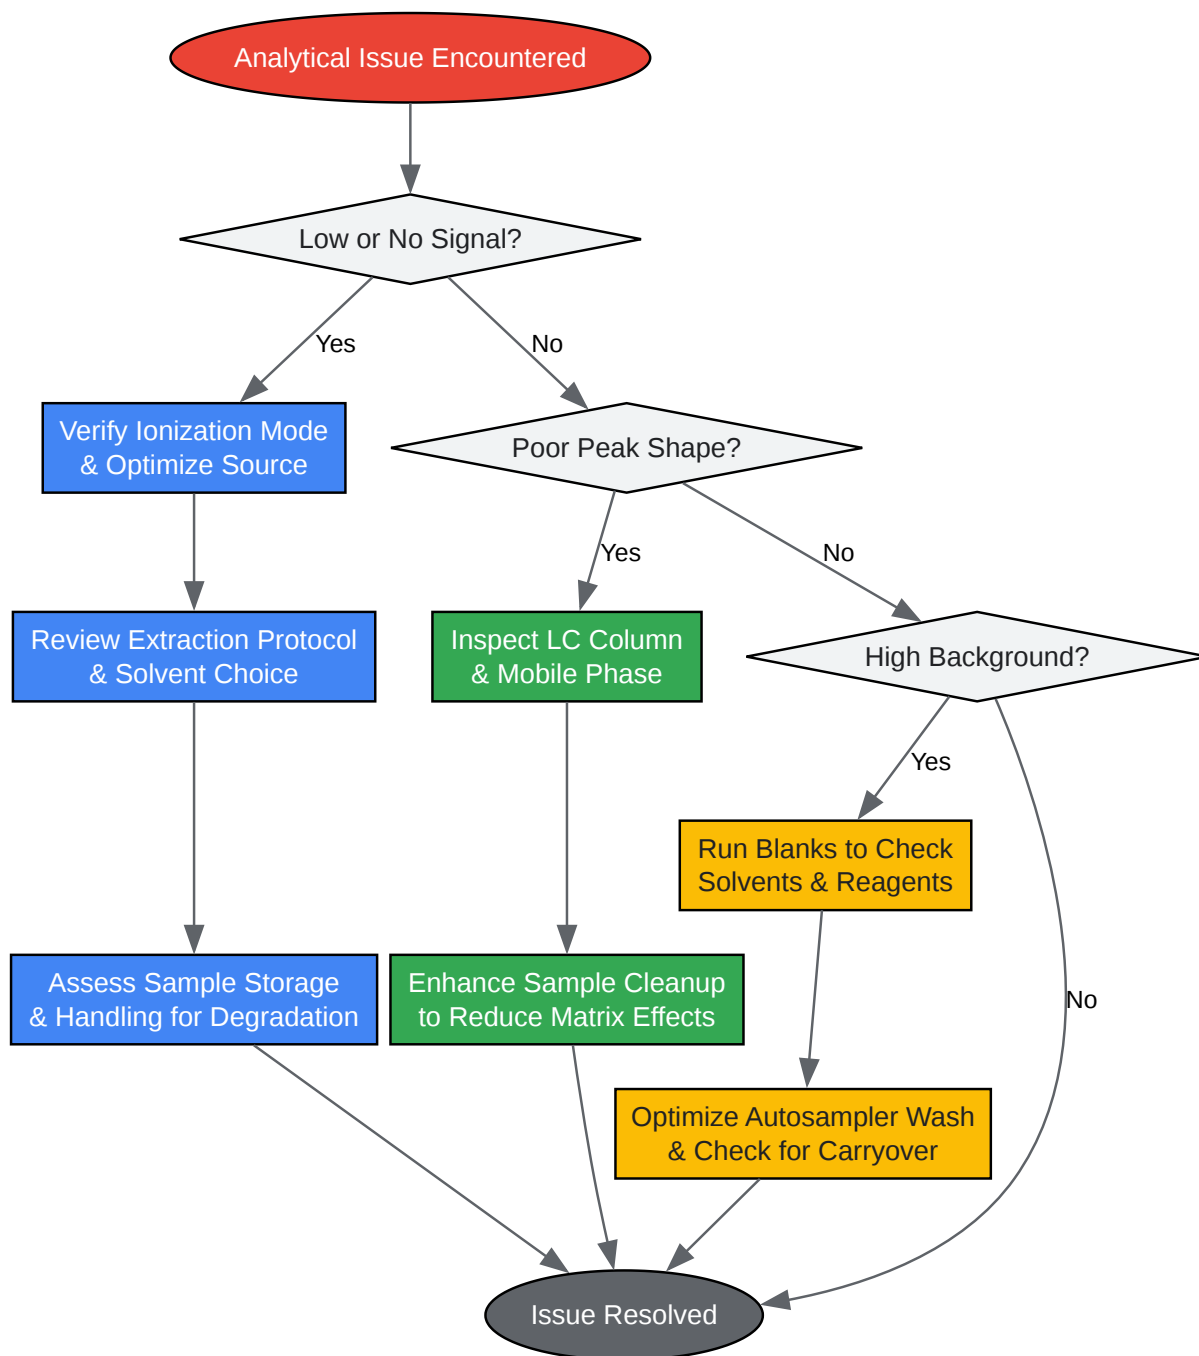 Analytical Issue Encountered
Low or No Signal?
Yes
No
Verify Ionization Mode
& Optimize Source
Poor Peak Shape?
Yes
No
Review Extraction Protocol
& Solvent Choice
Inspect LC Column
& Mobile Phase
High Background?
Yes
No
Run Blanks to Check
Solvents & Reagents
Assess Sample Storage
& Handling for Degradation
Enhance Sample Cleanup
to Reduce Matrix Effects
Optimize Autosampler Wash
& Check for Carryover
Issue Resolved